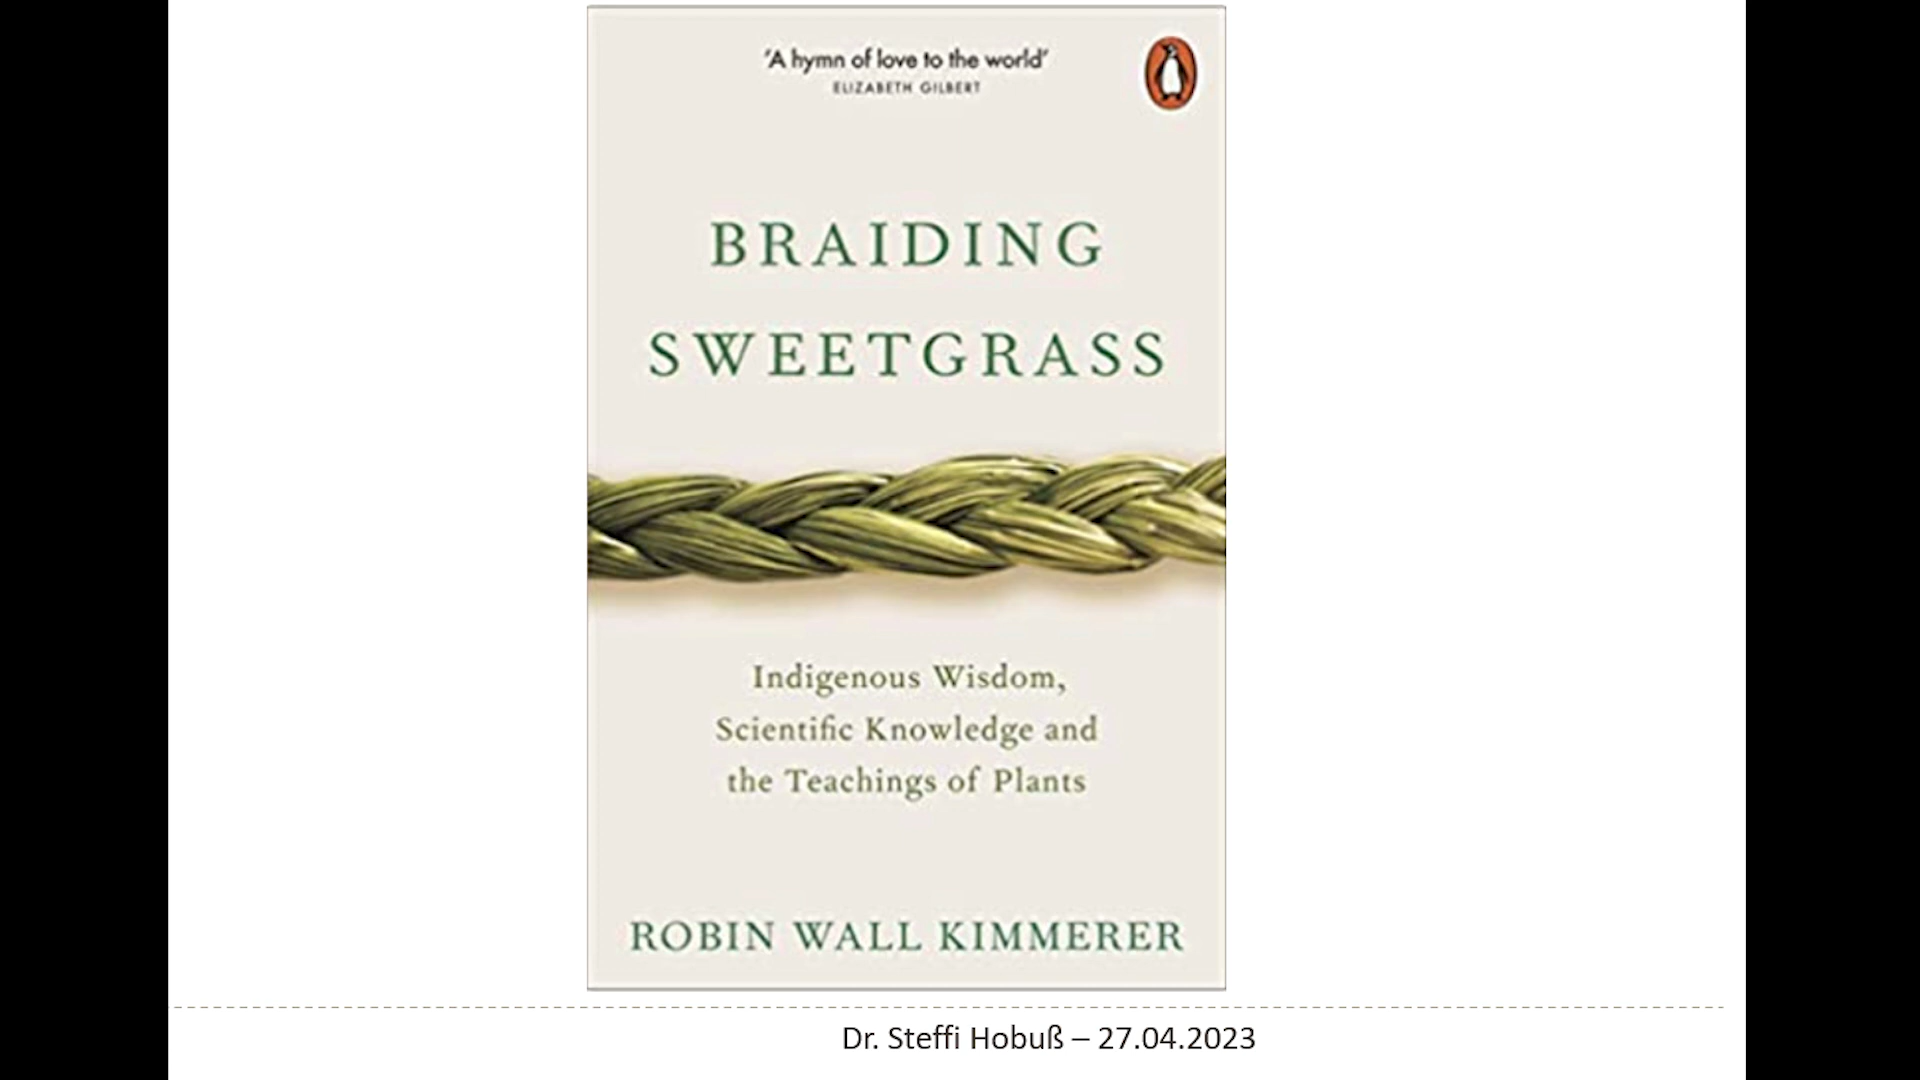 'A hymn of love to the world'
ELIZABETH GILBERT
BRAIDING
SWEETGRASS
Indigenous Wisdom,
Scientific Knowledge and
the Teachings of Plants
ROBIN WALL KIMMERER
Dr. Steffi Hobuß – 27.04.2023